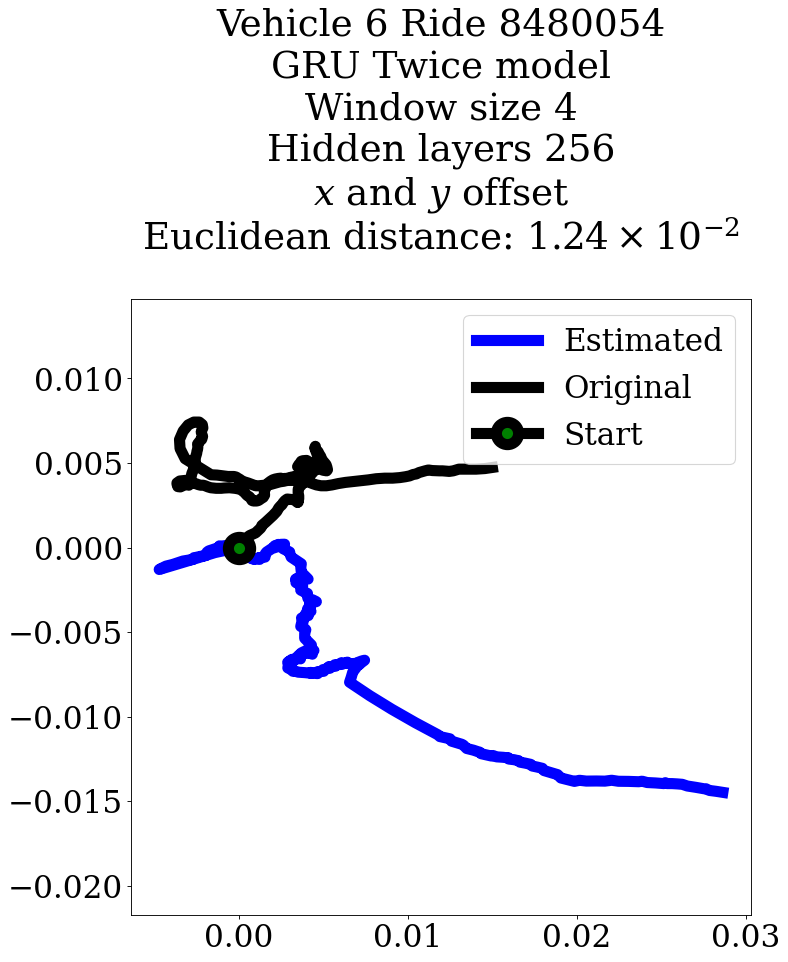 Vehicle 6 Ride 8480054
GRU Twice model
Window size 4
Hidden layers 256
x and y offset
Euclidean distance: 1.24 × 10⁻²
Estimated
Original
Start
0.010
0.005
0.000
−0.005
−0.010
−0.015
−0.020
0.00 0.01 0.02 0.03